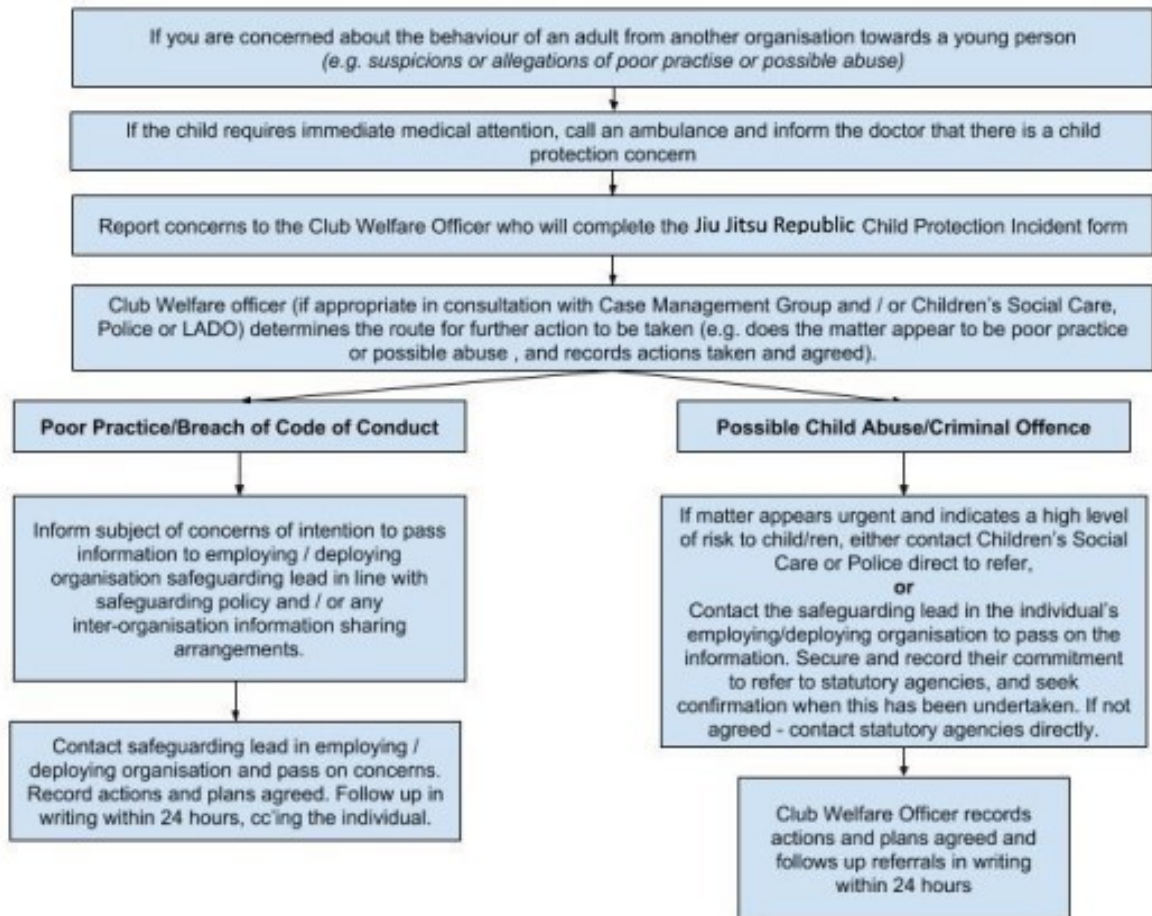 If you are concerned about the behaviour of an adult from another organisation towards a young person
(e.g. suspicions or allegations of poor practise or possible abuse)
If the child requires immediate medical attention, call an ambulance and inform the doctor that there is a child
protection concern
Report concerns to the Club Welfare Officer who will complete the Jiu Jitsu Republic Child Protection Incident form
Club Welfare officer (if appropriate in consultation with Case Management Group and / or Children's Social Care,
Police or LADO) determines the route for further action to be taken (e.g. does the matter appear to be poor practice
or possible abuse , and records actions taken and agreed).
Poor Practice/Breach of Code of Conduct
Inform subject of concerns of intention to pass
information to employing / deploying
organisation safeguarding lead in line with
safeguarding policy and / or any
inter-organisation information sharing
arrangements.
Contact safeguarding lead in employing /
deploying organisation and pass on concerns.
Record actions and plans agreed. Follow up in
writing within 24 hours, cc'ing the individual.
Possible Child Abuse/Criminal Offence
If matter appears urgent and indicates a high level
of risk to child/ren, either contact Children's Social
Care or Police direct to refer,
or
Contact the safeguarding lead in the individual's
employing/deploying organisation to pass on the
information. Secure and record their commitment
to refer to statutory agencies, and seek
confirmation when this has been undertaken. If not
agreed - contact statutory agencies directly.
Club Welfare Officer records
actions and plans agreed and
follows up referrals in writing
within 24 hours